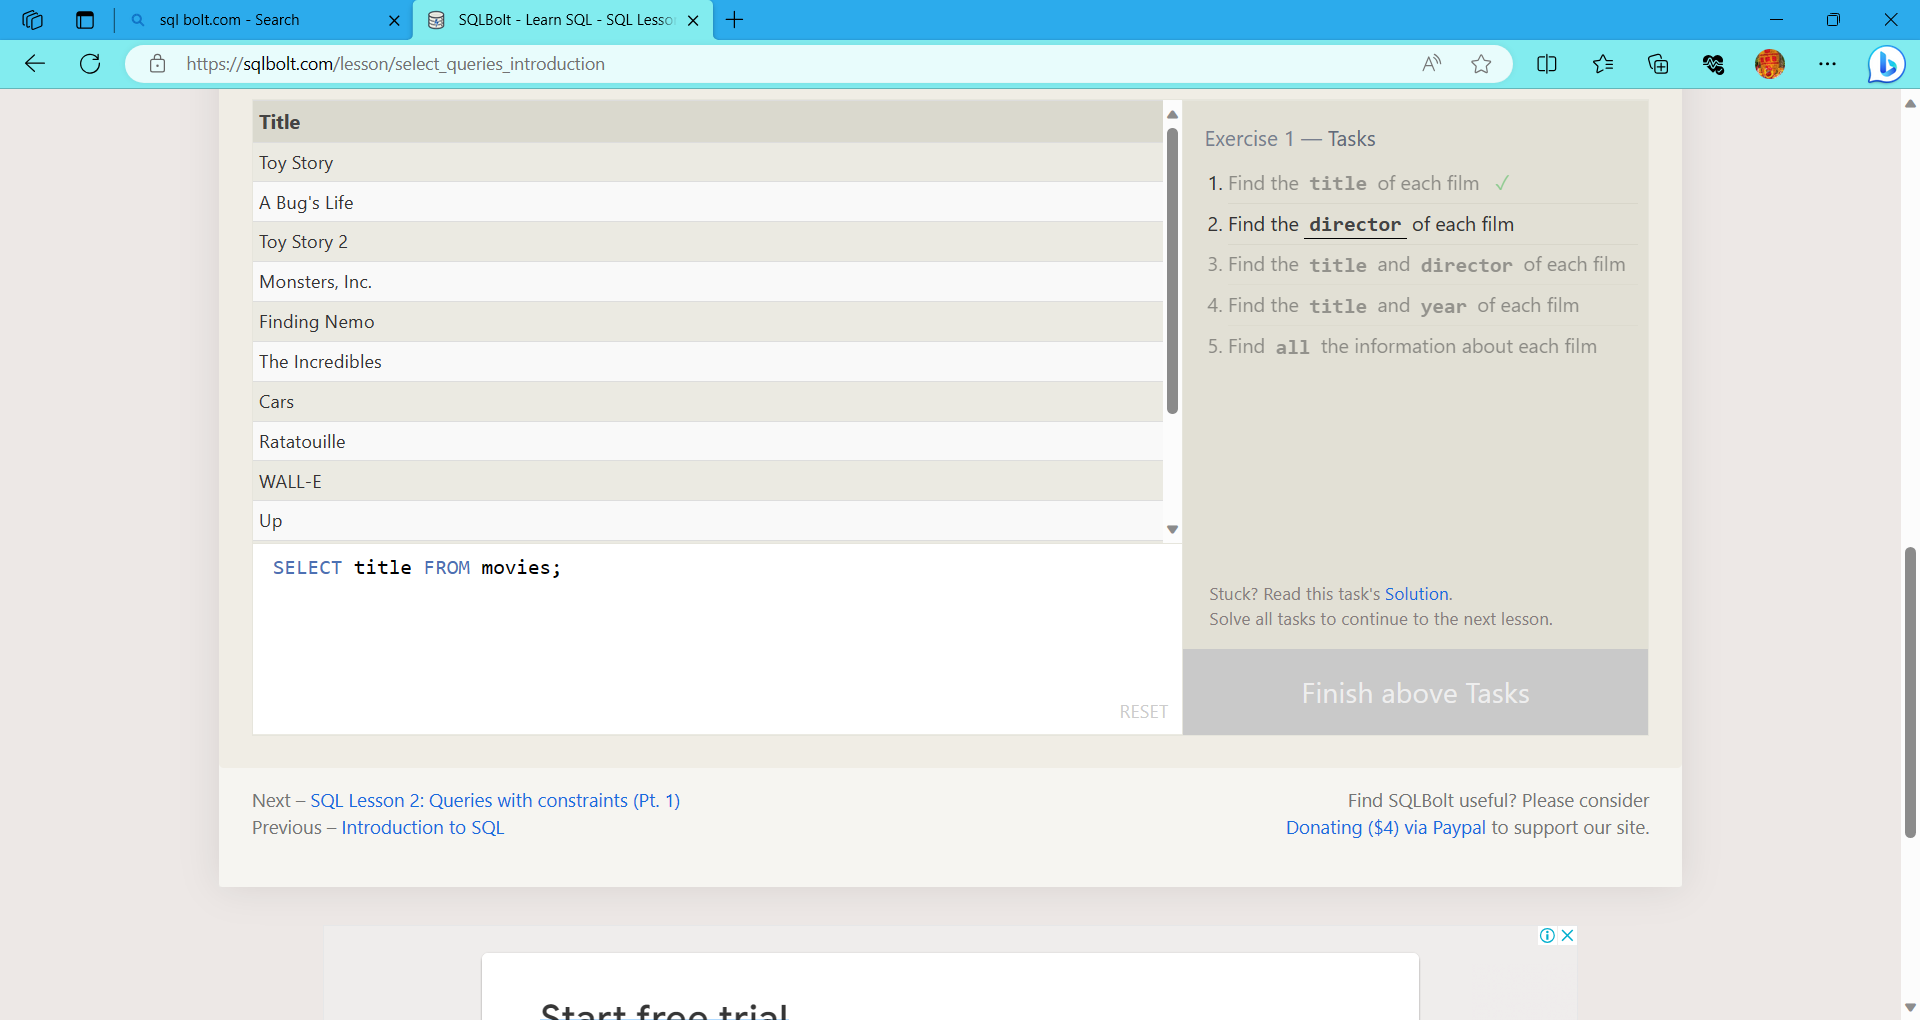 sql bolt.com - Search
SQLBolt - Learn SQL - SQL Lesso
https://sqlbolt.com/lesson/select_queries_introduction
Title
Toy Story
A Bug's Life
Toy Story 2
Monsters, Inc.
Finding Nemo
The Incredibles
Cars
Ratatouille
WALL-E
Up
SELECT title FROM movies;
RESET
Exercise 1 — Tasks
1. Find the title of each film ✓
2. Find the director of each film
3. Find the title and director of each film
4. Find the title and year of each film
5. Find all the information about each film
Stuck? Read this task's Solution.
Solve all tasks to continue to the next lesson.
Finish above Tasks
Next – SQL Lesson 2: Queries with constraints (Pt. 1)
Previous – Introduction to SQL
Find SQLBolt useful? Please consider
Donating ($4) via Paypal to support our site.
Start free trial